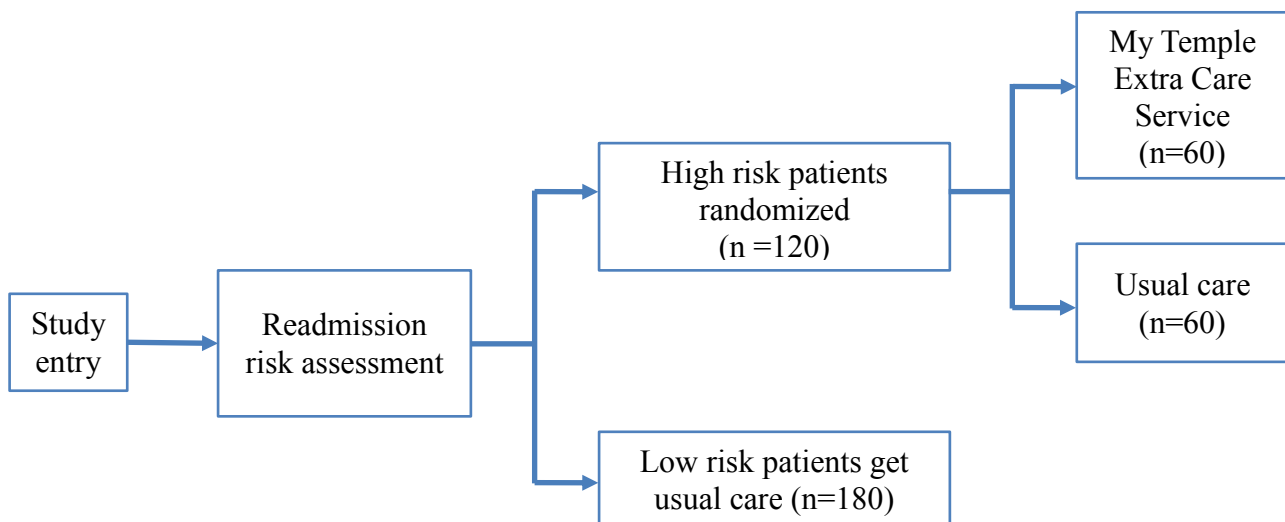 Study
entry
Readmission
risk assessment
High risk patients
randomized
(n =120)
Low risk patients get
usual care (n=180)
My Temple
Extra Care
Service
(n=60)
Usual care
(n=60)